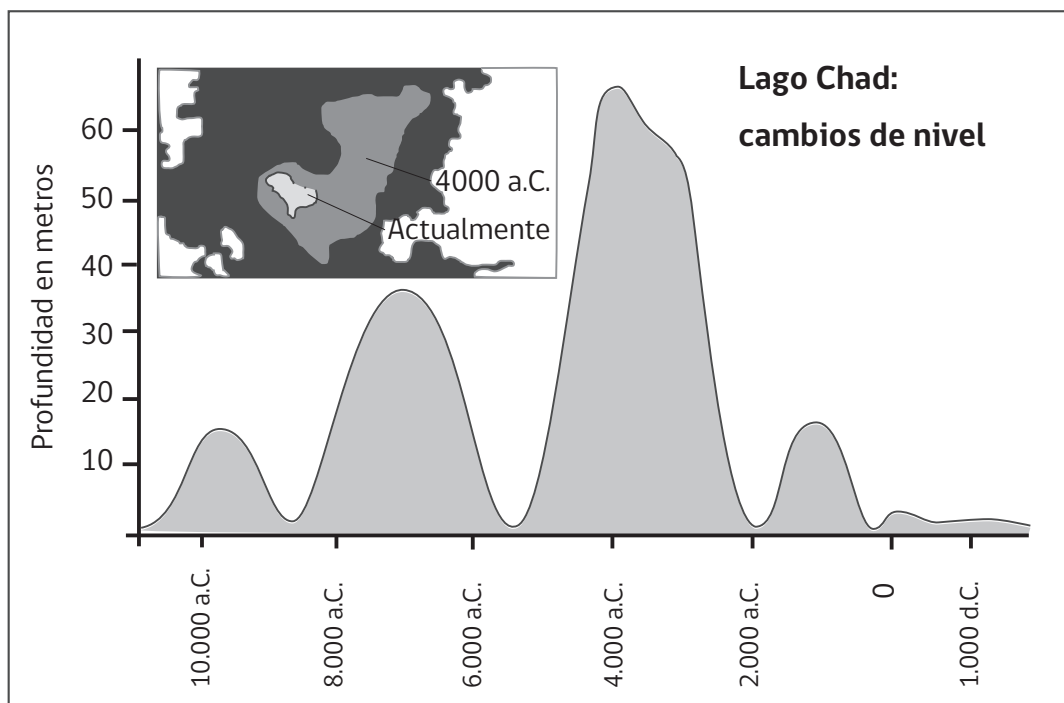 Lago Chad:
cambios de nivel
Profundidad en metros
60
50
40
30
20
10
4000 a.C.
Actualmente
10.000 a.C.
8.000 a.C.
6.000 a.C.
4.000 a.C.
2.000 a.C.
0
1.000 d.C.